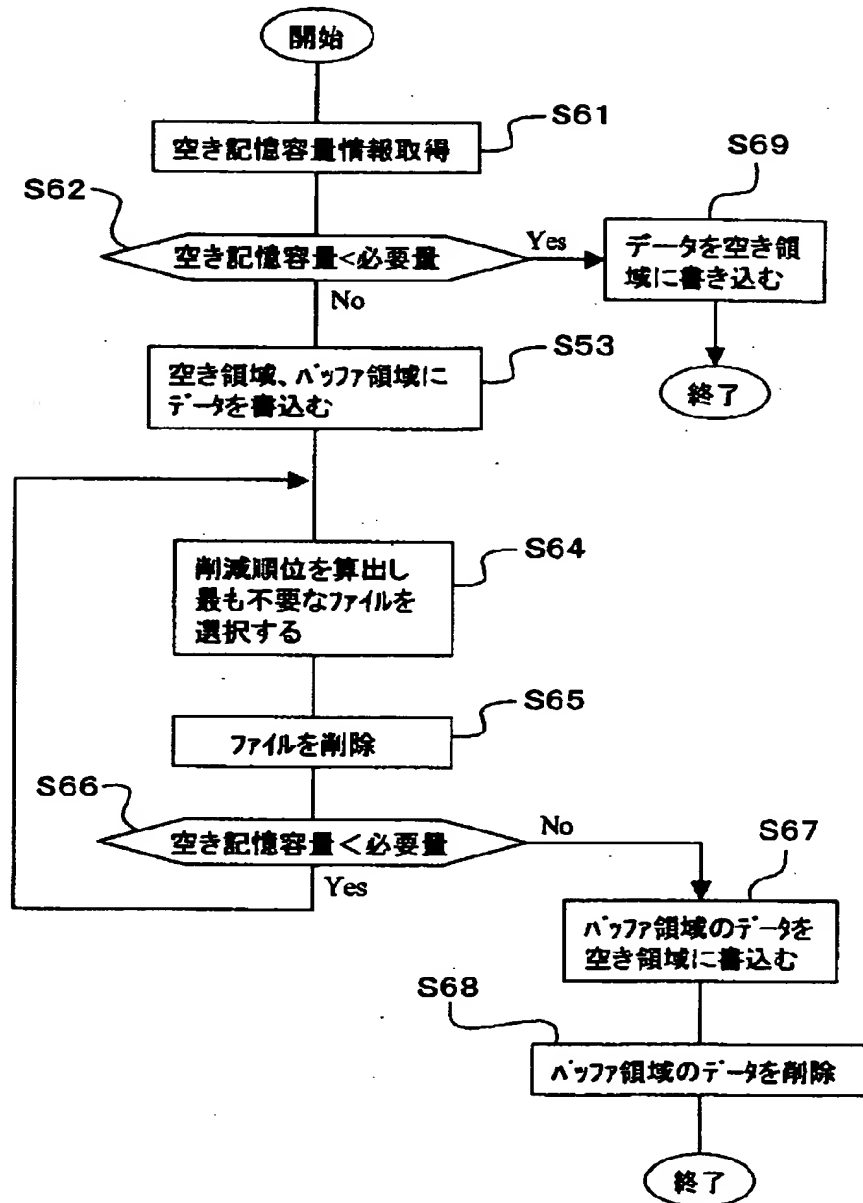 開始
S61
空き記憶容量情報取得
S69
S62
空き記憶容量<必要量
Yes
データを空き領
域に書き込む
No
S53
空き領域、バッファ領域に
データを書込む
終了
S64
削減順位を算出し
最も不要なファイルを
選択する
S65
ファイルを削除
S66
空き記憶容量<必要量
No
S67
Yes
バッファ領域のデータを
空き領域に書込む
S68
バッファ領域のデータを削除
終了